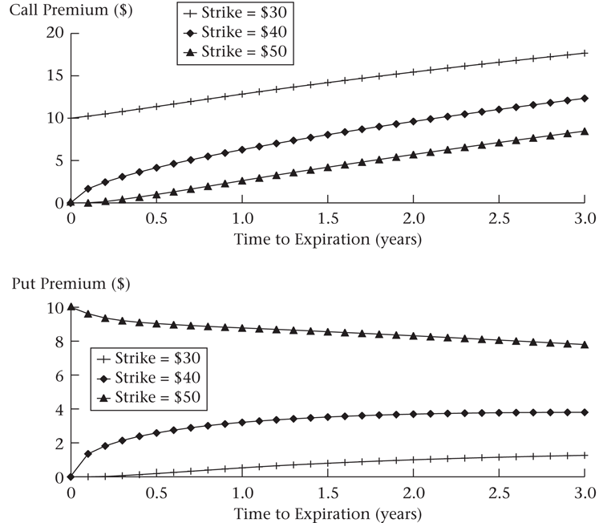 Call Premium ($)
Strike = $30
Strike = $40
Strike = $50
20
15
10
5
0
0 0.5 1.0 1.5 2.0 2.5 3.0
Time to Expiration (years)
Put Premium ($)
10
8
Strike = $30
6
Strike = $40
Strike = $50
4
2
0
0 0.5 1.0 1.5 2.0 2.5 3.0
Time to Expiration (years)